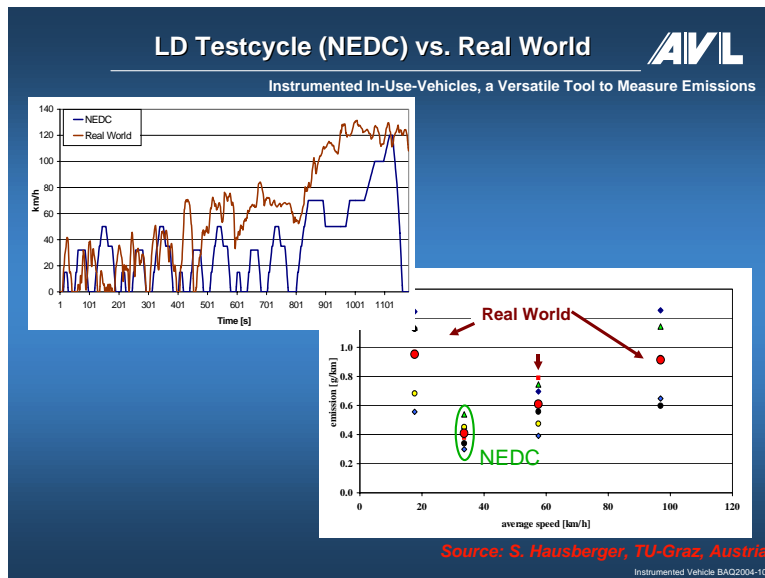 LD Testcycle (NEDC) vs. Real World
AVL
Instrumented In-Use-Vehicles, a Versatile Tool to Measure Emissions
140
120
100
80
60
40
20
0
km/h
NEDC
Real World
1 101 201 301 401 501 601 701 801 901 1001 1101
Time [s]
Real World
1.0
0.8
0.6
0.4
0.2
0.0
emission [g/km]
NEDC
0 20 40 60 80 100 120
average speed [km/h]
Source: S. Hausberger, TU-Graz, Austria
Instrumented Vehicle BAQ2004-10